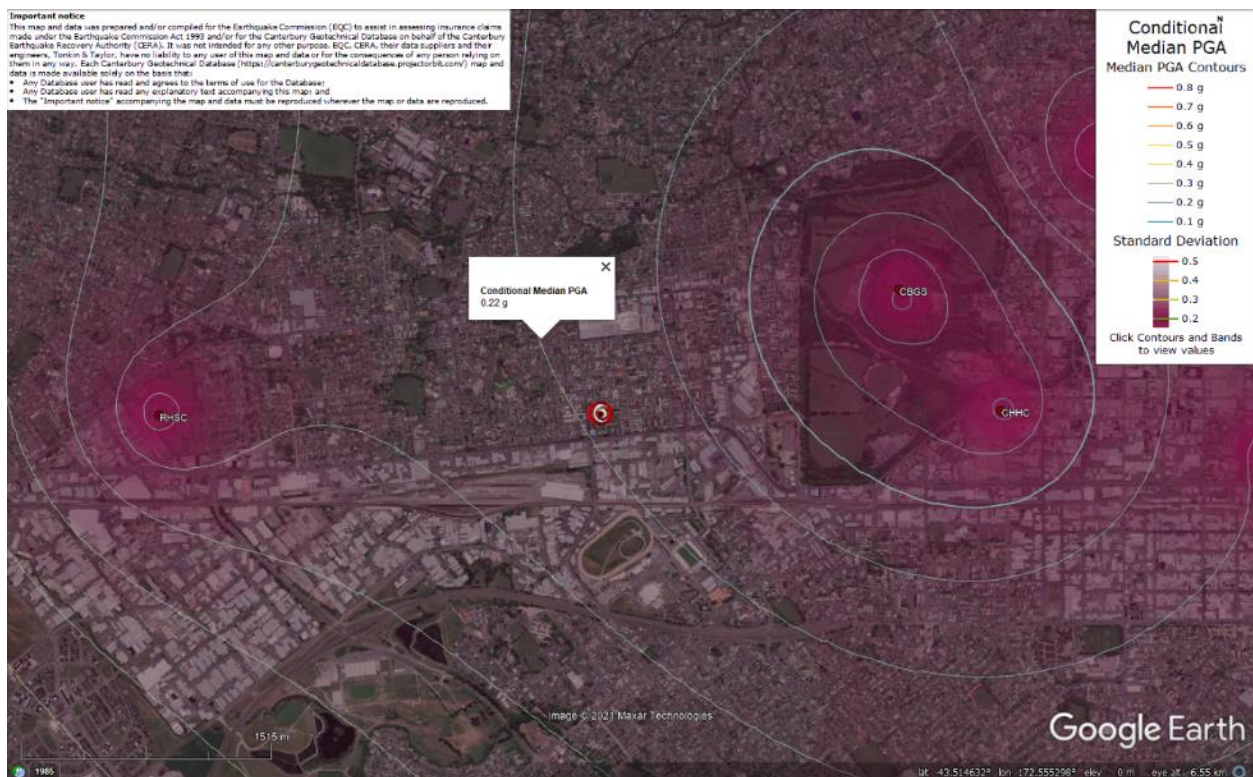 Important notice
This map and data was prepared and/or compiled for the Earthquake Commission (EQC) to assist in assessing insurance claims
made under the Earthquake Commission Act 1993 and/or for the Canterbury Geotechnical Database on behalf of the Canterbury
Earthquake Recovery Authority (CERA). It was not intended for any other purpose. EQC, CERA, their data suppliers and their
engineers, Tonkin & Taylor, have no liability to any user of this map and data or for the consequences of any person relying on
them in any way. Each Canterbury Geotechnical Database (https://canterburygeotechnicaldatabase.projectorbit.com/) map and
data is made available solely on the basis that:
• Any Database user has read and agrees to the terms of use for the Database;
• Any Database user has read any explanatory text accompanying this map; and
• The "Important notice" accompanying the map and data must be reproduced wherever the map or data are reproduced.
N
Conditional
Median PGA
Median PGA Contours
0.8 g
0.7 g
0.6 g
0.5 g
0.4 g
0.3 g
0.2 g
0.1 g
Standard Deviation
0.5
0.4
0.3
0.2
Click Contours and Bands
to view values
Conditional Median PGA
0.22 g
CBGS
RHSC
CHHC
Image © 2021 Maxar Technologies
Google Earth
1515 m
1985
lat -43.514632° lon 172.555298° elev 0 m eye alt 6.55 km